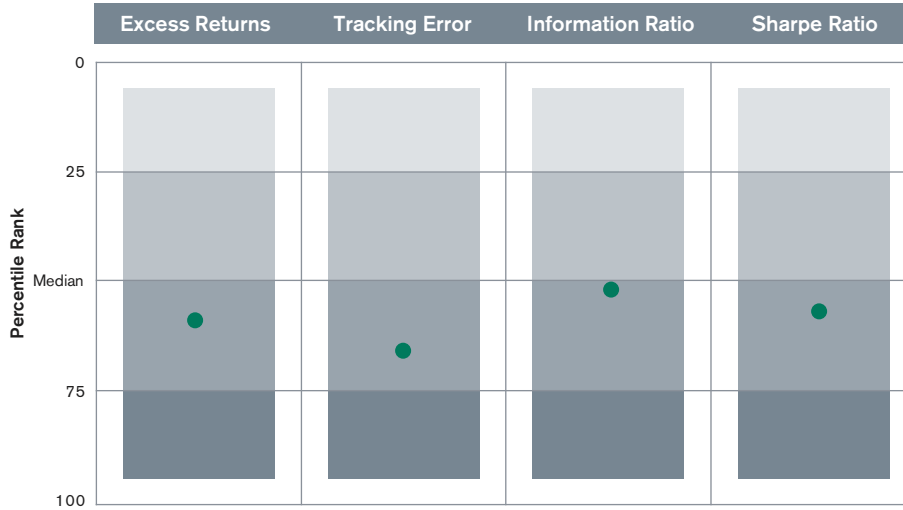 Excess Returns Tracking Error Information Ratio Sharpe Ratio
0
25
Median
75
100
Percentile Rank